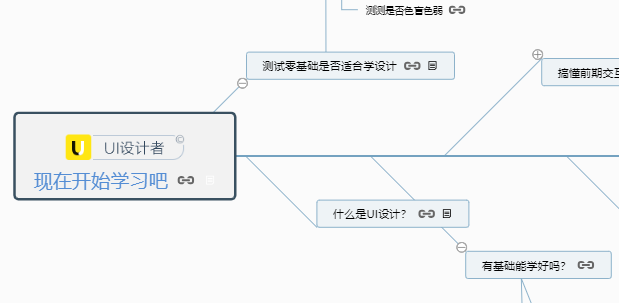 测测是否色盲色弱
测试零基础是否适合学设计
搞懂前期交互
UI设计者©
现在开始学习吧
什么是UI设计？
有基础能学好吗？